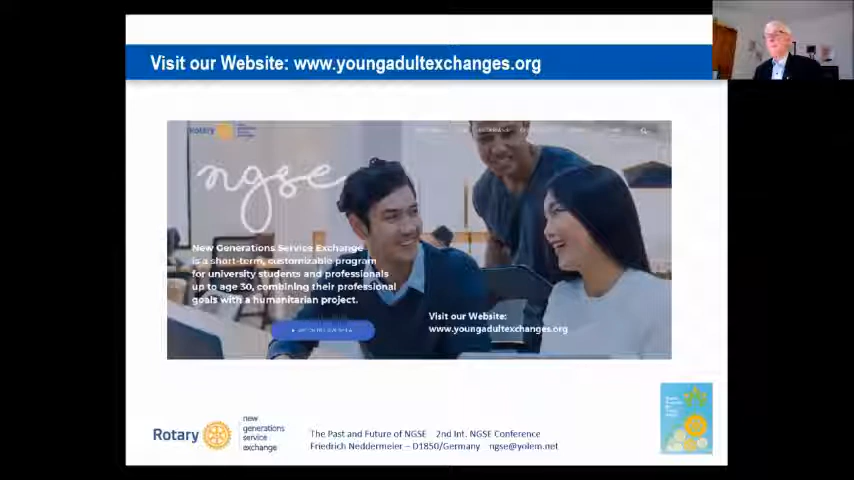 Visit our Website: www.youngadultexchanges.org
Rotary
ngse
New Generations Service Exchange
is a short-term, customizable program
for university students and professionals
up to age 30, combining their professional
goals with a humanitarian project.
Visit our Website:
www.youngadultexchanges.org
Rotary
new
generations
service
exchange
The Past and Future of NGSE 2nd Int. NGSE Conference
Friedrich Neddermeier – D1850/Germany ngse@yolem.net